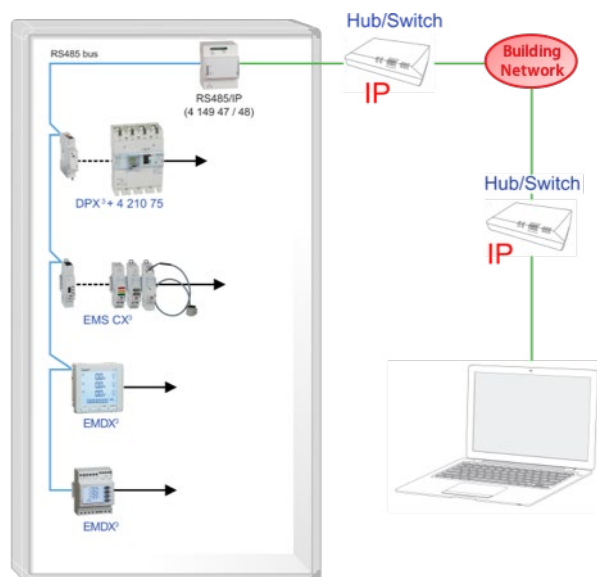 Hub/Switch
RS485 bus
Building
Network
RS485/IP
(4 149 47 / 48)
IP
DPX³ + 4 210 75
Hub/Switch
IP
EMS CX³
EMDX³
EMDX³